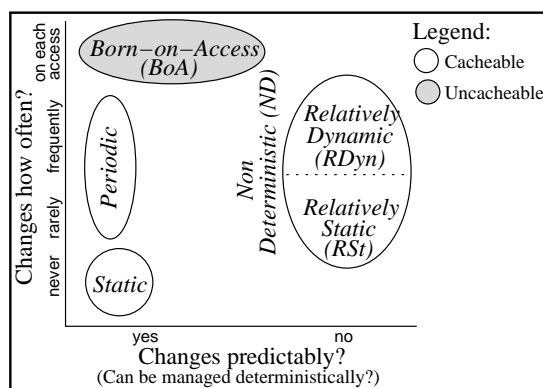 Changes how often?
on each
access
frequently
rarely
never
Born-on-Access
(BoA)
Periodic
Static
Non
Deterministic (ND)
Relatively
Dynamic
(RDyn)
Relatively
Static
(RSt)
Legend:
Cacheable
Uncacheable
yes
no
Changes predictably?
(Can be managed deterministically?)